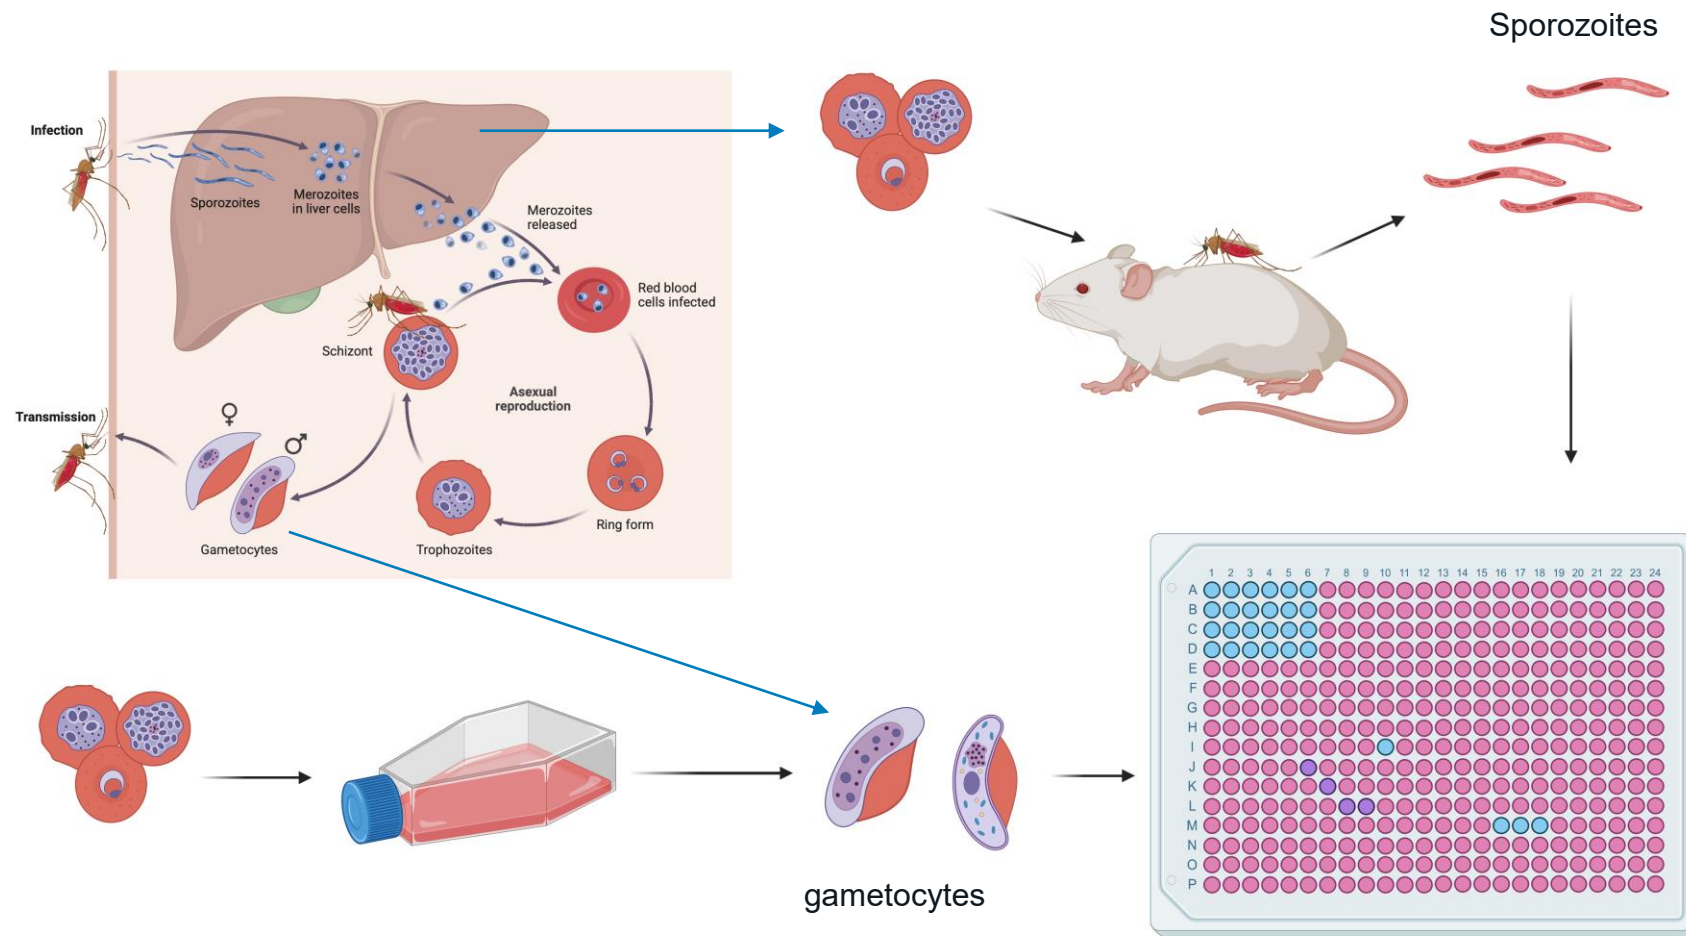 Sporozoites
Infection
Sporozoites
Merozoites
in liver cells
Merozoites
released
Red blood
cells infected
Schizont
Asexual
reproduction
Transmission
♀
♂
Gametocytes
Trophozoites
Ring form
1 2 3 4 5 6 7 8 9 10 11 12 13 14 15 16 17 18 19 20 21 22 23 24
A
B
C
D
E
F
G
H
I
J
K
L
M
N
O
P
gametocytes